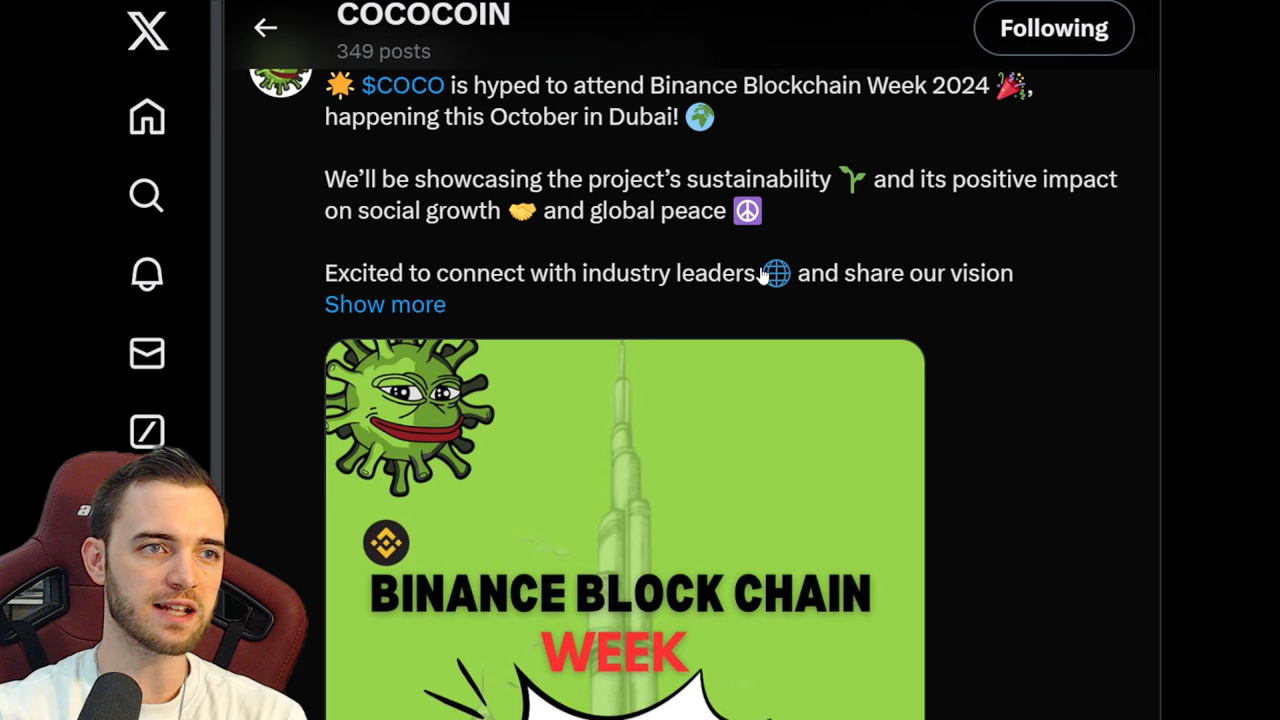 COCOCOIN
349 posts
Following
$COCO is hyped to attend Binance Blockchain Week 2024 🎉,
happening this October in Dubai! 🌍
We’ll be showcasing the project’s sustainability 🌱 and its positive impact
on social growth 🤝 and global peace ☮️
Excited to connect with industry leaders 🌐 and share our vision
Show more
BINANCE BLOCK CHAIN
WEEK